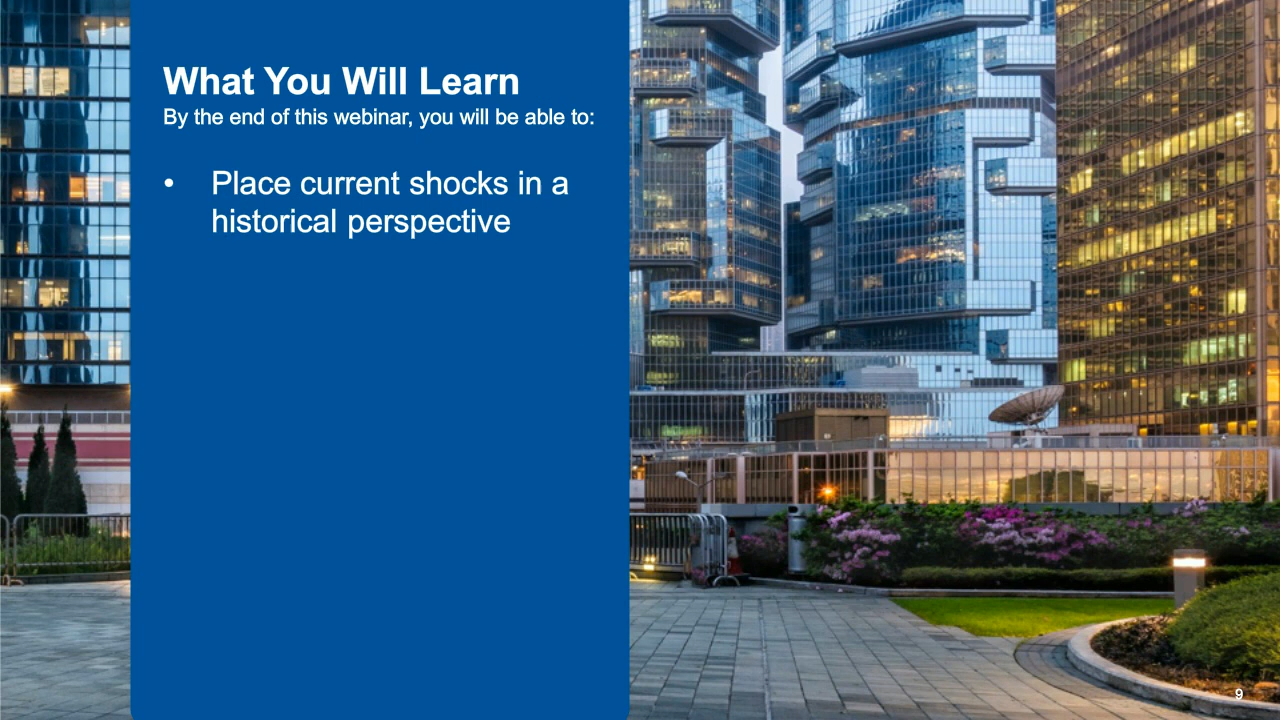 What You Will Learn
By the end of this webinar, you will be able to:
• Place current shocks in a
historical perspective
9